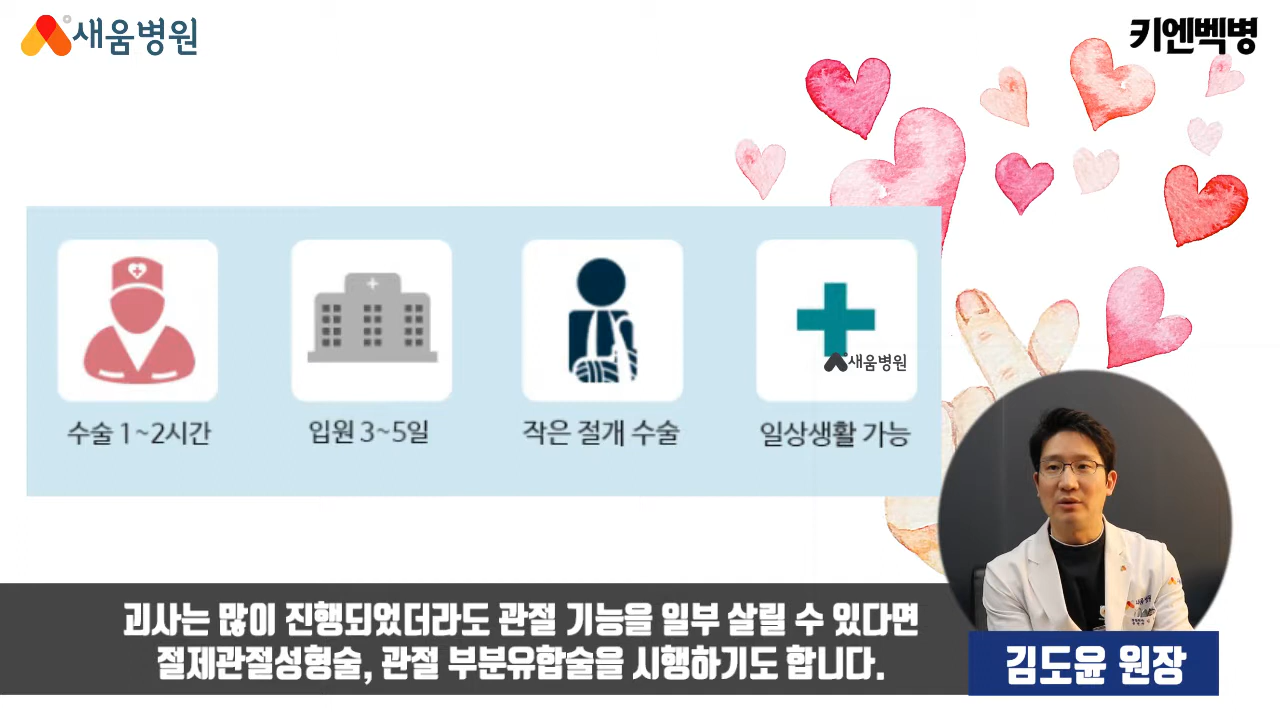 새움병원
키엔벡병
새움병원
수술 1~2시간
입원 3~5일
작은 절개 수술
일상생활 가능
괴사는 많이 진행되었더라도 관절 기능을 일부 살릴 수 있다면
절제관절성형술, 관절 부분유합술을 시행하기도 합니다.
김도윤 원장